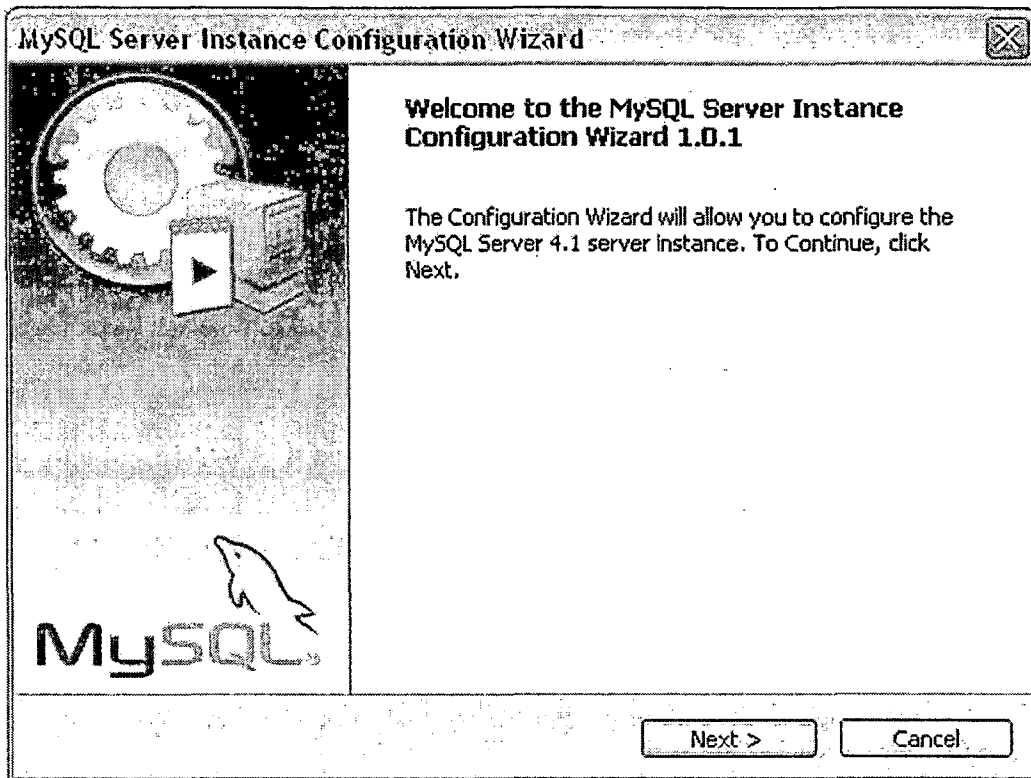 MySQL Server Instance Configuration Wizard
Welcome to the MySQL Server Instance
Configuration Wizard 1.0.1
The Configuration Wizard will allow you to configure the
MySQL Server 4.1 server instance. To Continue, click
Next.
MySQL
Next >
Cancel